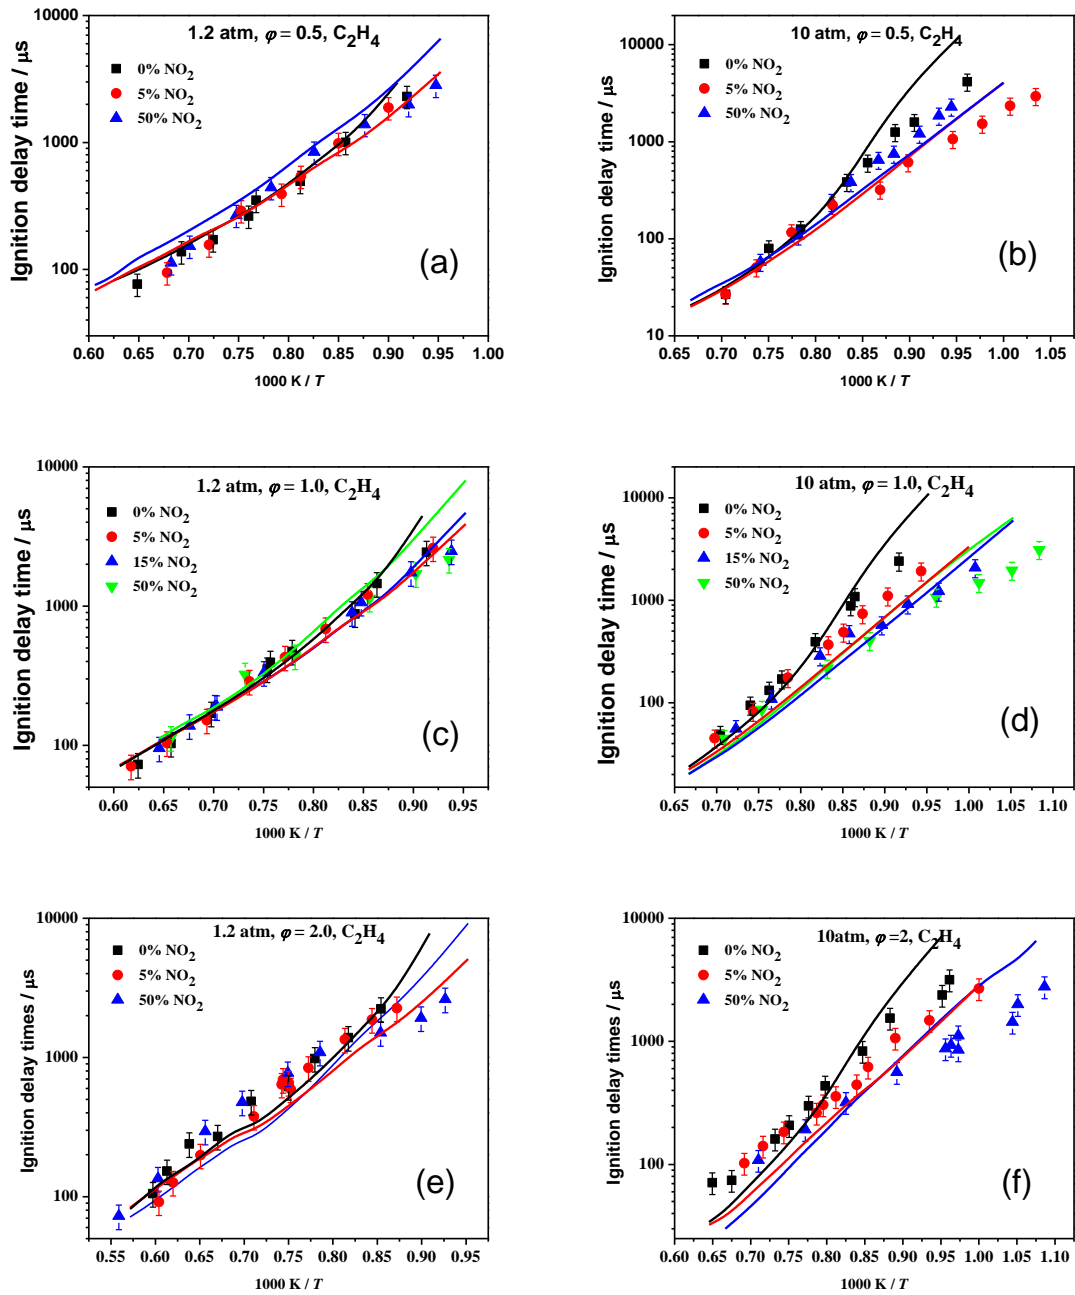 1.2 atm, φ = 0.5, C2H4
0% NO2
5% NO2
50% NO2
(a)
Ignition delay time / μs
10000
1000
100
0.60 0.65 0.70 0.75 0.80 0.85 0.90 0.95 1.00
1000 K / T
10 atm, φ = 0.5, C2H4
0% NO2
5% NO2
50% NO2
(b)
Ignition delay time / μs
10000
1000
100
10
0.65 0.70 0.75 0.80 0.85 0.90 0.95 1.00 1.05
1000 K / T
1.2 atm, φ = 1.0, C2H4
0% NO2
5% NO2
15% NO2
50% NO2
(c)
Ignition delay time / μs
10000
1000
100
0.60 0.65 0.70 0.75 0.80 0.85 0.90 0.95
1000 K / T
10 atm, φ = 1.0, C2H4
0% NO2
5% NO2
15% NO2
50% NO2
(d)
Ignition delay time / μs
10000
1000
100
0.65 0.70 0.75 0.80 0.85 0.90 0.95 1.00 1.05 1.10
1000 K / T
1.2 atm, φ = 2.0, C2H4
0% NO2
5% NO2
50% NO2
(e)
Ignition delay times / μs
10000
1000
100
0.55 0.60 0.65 0.70 0.75 0.80 0.85 0.90 0.95
1000 K / T
10atm, φ =2, C2H4
0% NO2
5% NO2
50% NO2
(f)
Ignition delay times / μs
10000
1000
100
0.60 0.65 0.70 0.75 0.80 0.85 0.90 0.95 1.00 1.05 1.10
1000 K / T